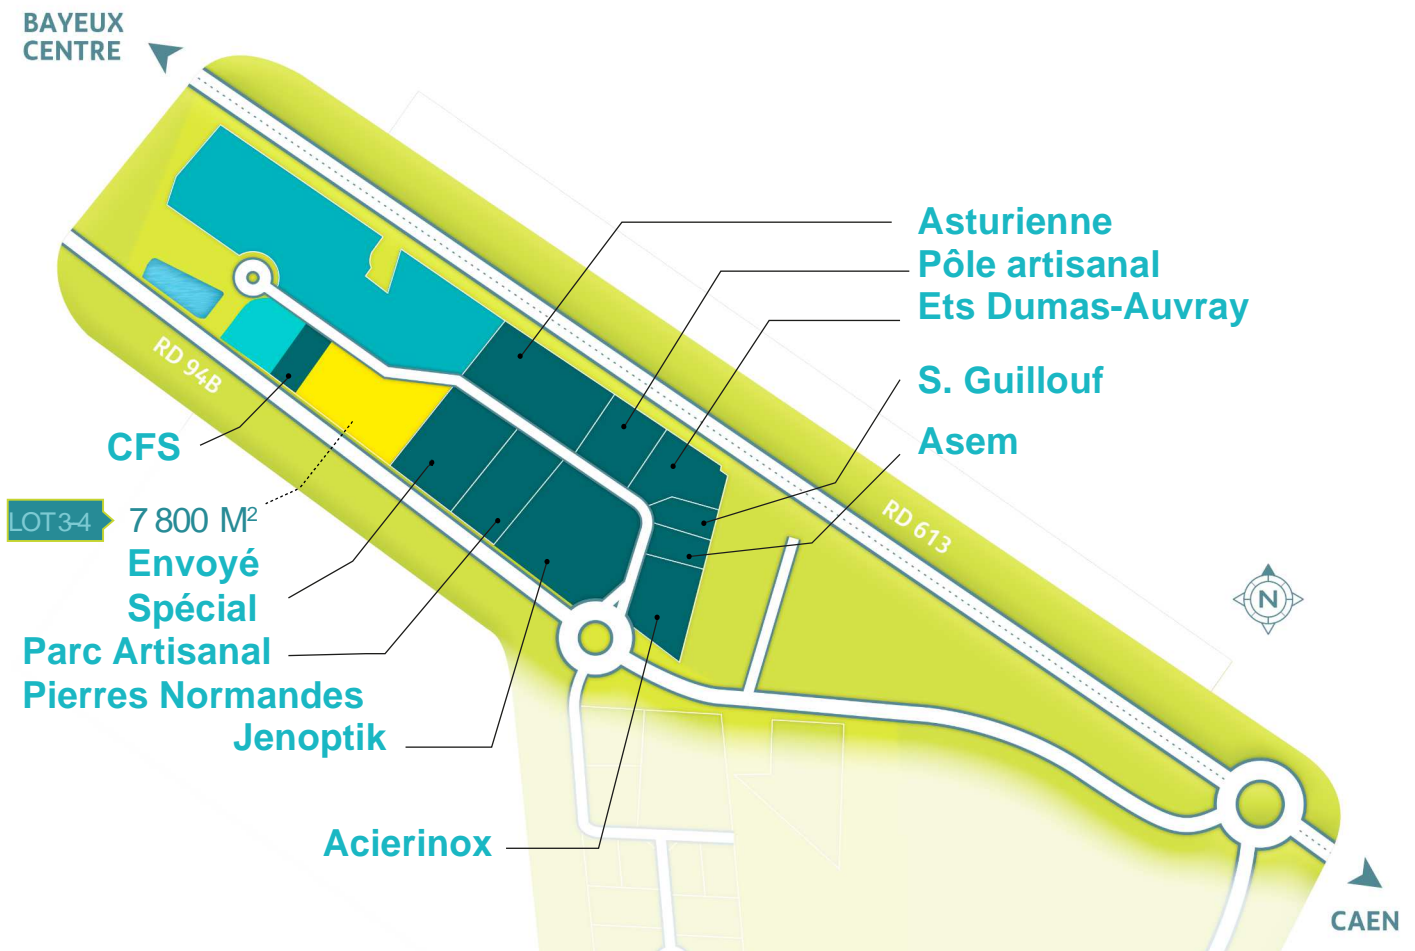 BAYEUX
CENTRE
Asturienne
Pôle artisanal
Ets Dumas-Auvray
RD 94B
S. Guillouf
CFS
Asem
LOT 3-4
7 800 M²
RD 613
Envoyé
Spécial
N
Parc Artisanal
Pierres Normandes
Jenoptik
Acierinox
CAEN